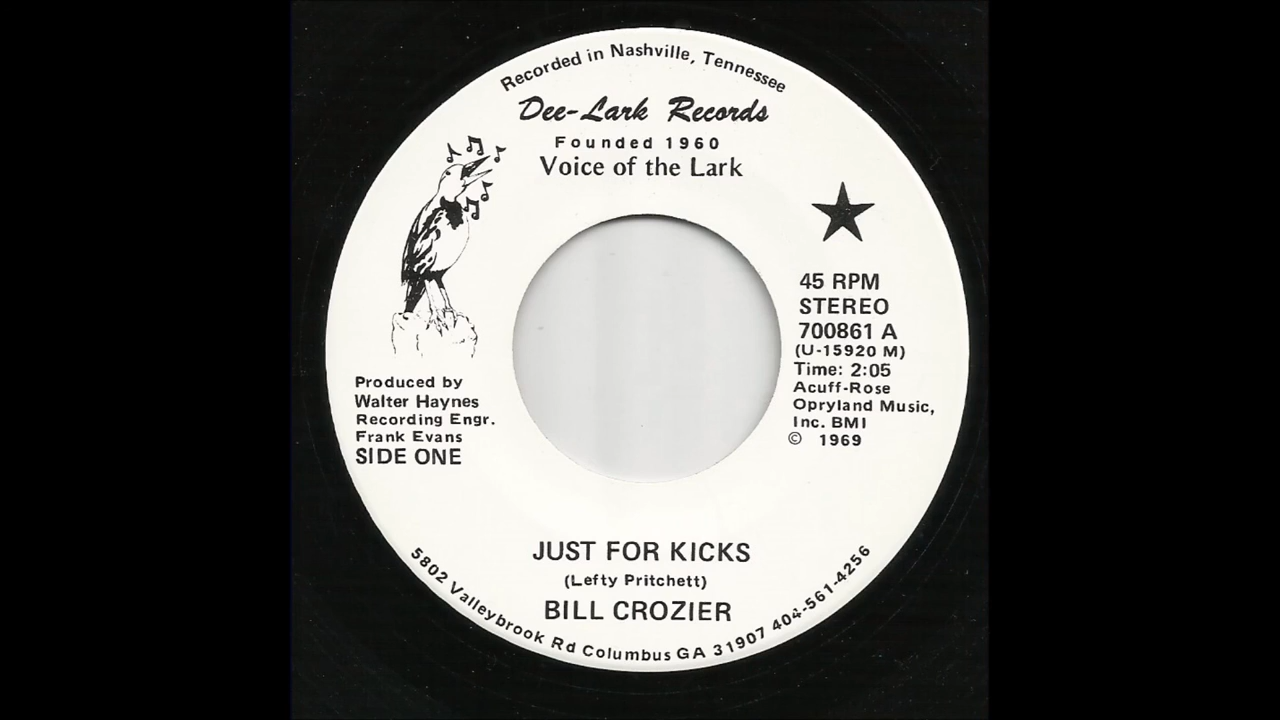 Recorded in Nashville, Tennessee
Dee-Lark Records
Founded 1960
Voice of the Lark
45 RPM
STEREO
700861 A
(U-15920 M)
Time: 2:05
Acuff-Rose
Opryland Music,
Inc. BMI
© 1969
Produced by
Walter Haynes
Recording Engr.
Frank Evans
SIDE ONE
JUST FOR KICKS
(Lefty Pritchett)
BILL CROZIER
5802 Valleybrook Rd Columbus GA 31907 404-561-4256